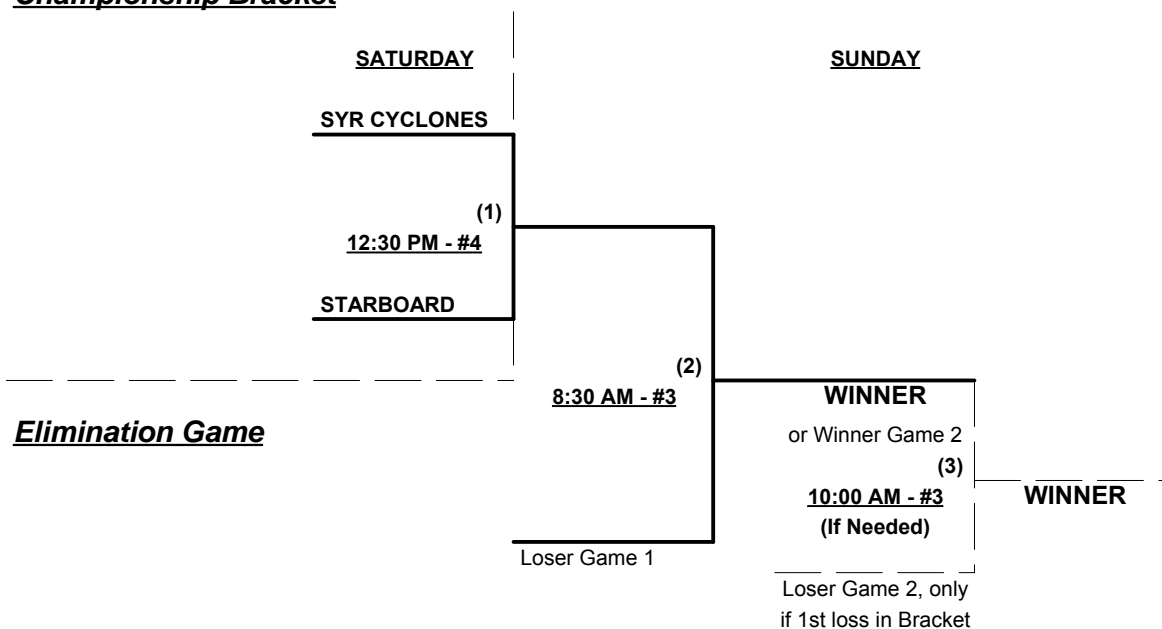 Championship Bracket
SATURDAY
SUNDAY
SYR CYCLONES
(1)
12:30 PM - #4
STARBOARD
(2)
8:30 AM - #3
WINNER
Elimination Game
or Winner Game 2
(3)
10:00 AM - #3
WINNER
(If Needed)
Loser Game 1
Loser Game 2, only
if 1st loss in Bracket